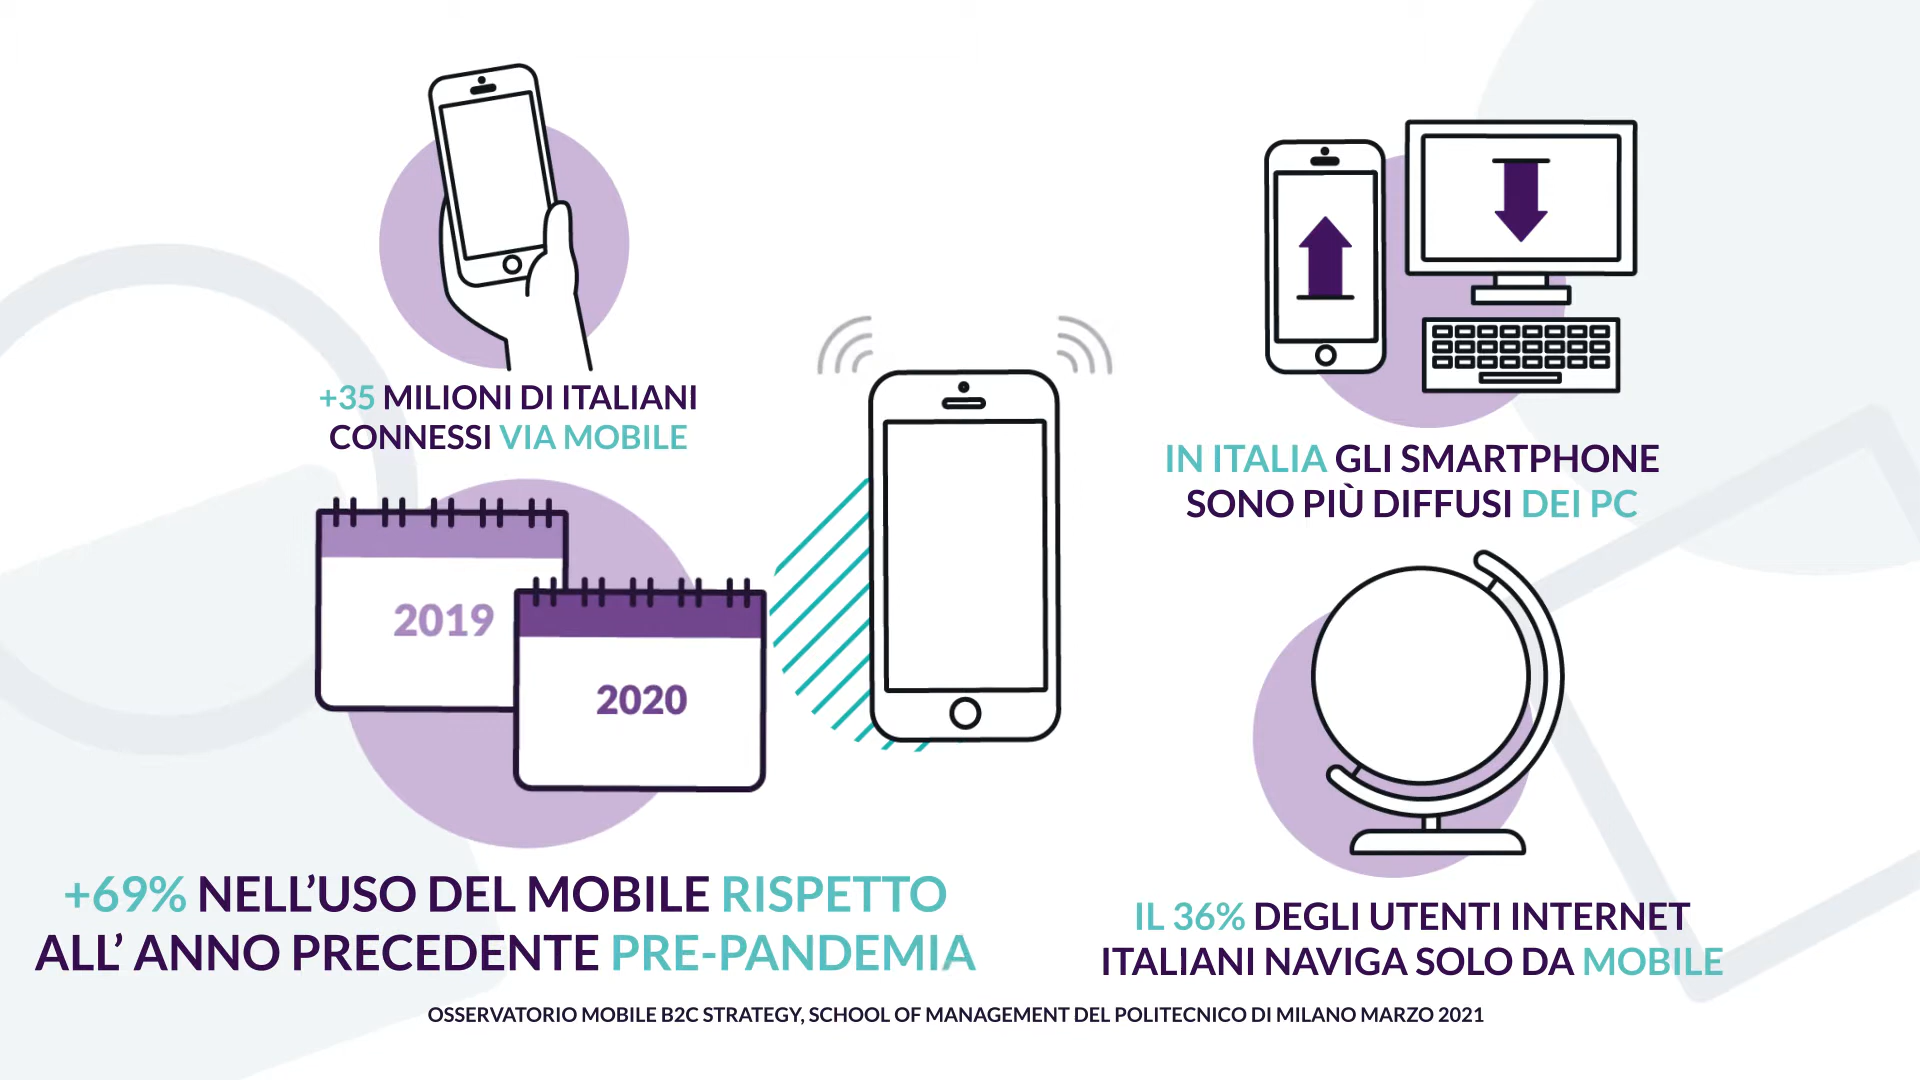 +35 MILIONI DI ITALIANI
CONNESSI VIA MOBILE
2019
2020
+69% NELL’USO DEL MOBILE RISPETTO
ALL’ ANNO PRECEDENTE PRE-PANDEMIA
IN ITALIA GLI SMARTPHONE
SONO PIÙ DIFFUSI DEI PC
IL 36% DEGLI UTENTI INTERNET
ITALIANI NAVIGA SOLO DA MOBILE
OSSERVATORIO MOBILE B2C STRATEGY, SCHOOL OF MANAGEMENT DEL POLITECNICO DI MILANO MARZO 2021